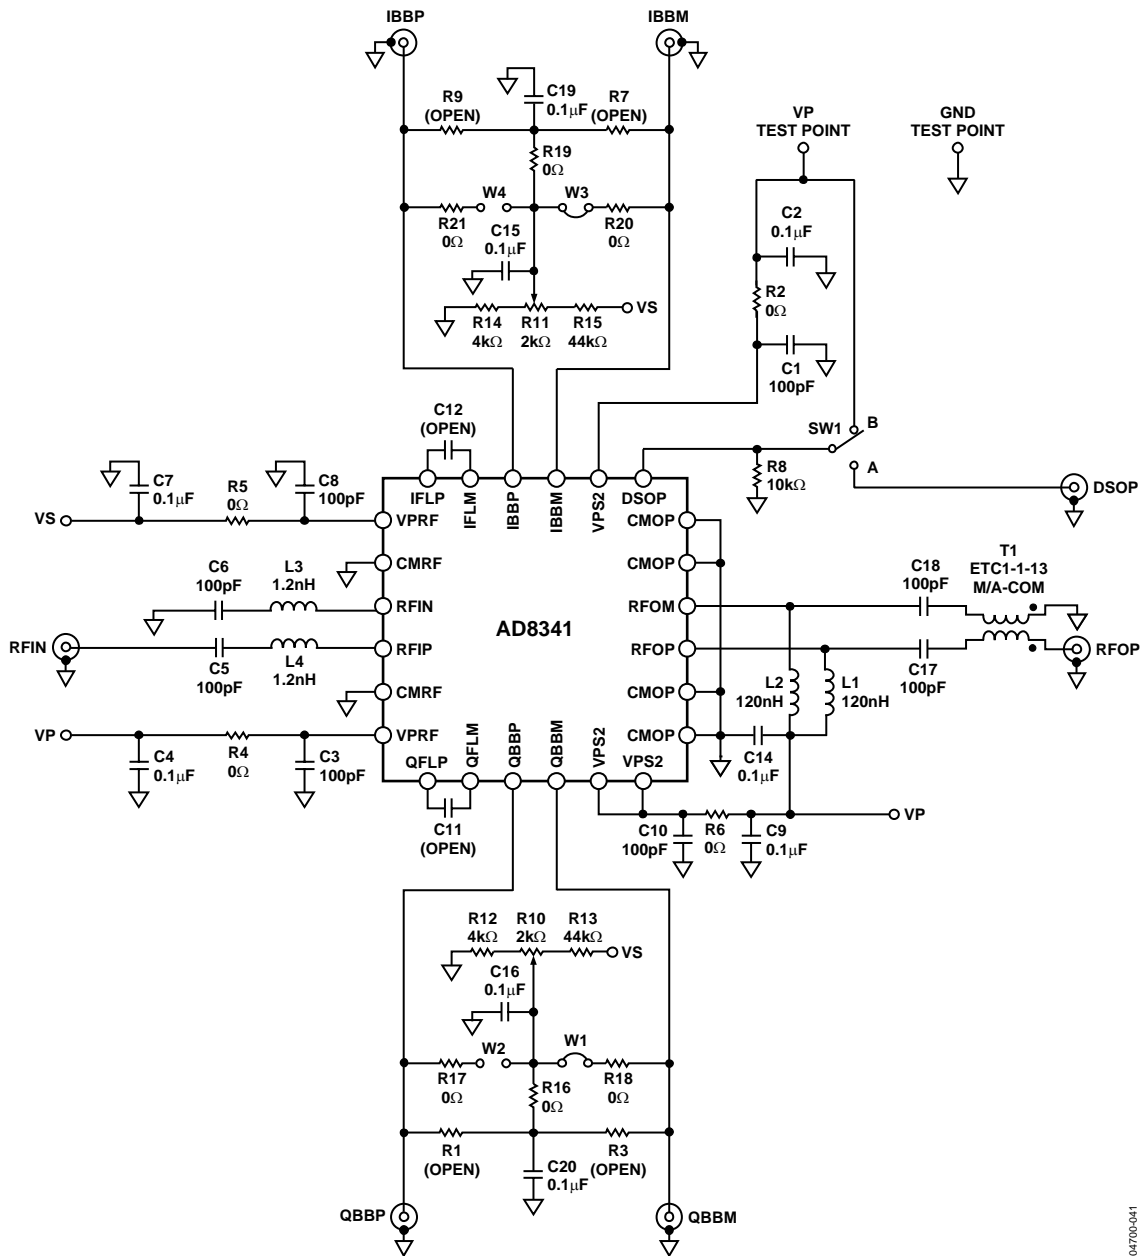 IBBP
IBBM
R9
(OPEN)
C19
0.1μF
R7
(OPEN)
VP
TEST POINT
GND
TEST POINT
R19
0Ω
W4
W3
R21
0Ω
C15
0.1μF
R20
0Ω
C2
0.1μF
R2
0Ω
VS
R14
4kΩ
R11
2kΩ
R15
44kΩ
C1
100pF
C12
(OPEN)
SW1
B
A
R8
10kΩ
DSOP
C7
0.1μF
R5
0Ω
C8
100pF
VS
IFLP
IFLM
IBBP
IBBM
VPS2
DSOP
VPRF
CMOP
CMRF
CMOP
C6
100pF
L3
1.2nH
RFIN
RFOM
C18
100pF
T1
ETC1-1-13
M/A-COM
AD8341
RFIN
C5
100pF
L4
1.2nH
RFIP
RFOP
C17
100pF
RFOP
CMRF
CMOP
L2
120nH
L1
120nH
VP
C4
0.1μF
R4
0Ω
C3
100pF
VPRF
CMOP
C14
0.1μF
QFLP
QFLM
QBBP
QBBM
VPS2
VPS2
C11
(OPEN)
C10
100pF
R6
0Ω
C9
0.1μF
VP
R12
4kΩ
R10
2kΩ
R13
44kΩ
VS
C16
0.1μF
W2
W1
R17
0Ω
R16
0Ω
R18
0Ω
R1
(OPEN)
C20
0.1μF
R3
(OPEN)
QBBP
QBBM
04700-041